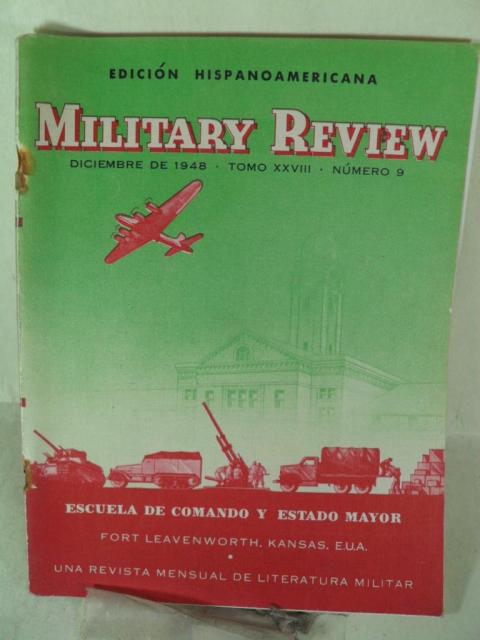 EDICIÓN HISPANOAMERICANA
MILITARY REVIEW
DICIEMBRE DE 1948 · TOMO XXVIII · NÚMERO 9
ESCUELA DE COMANDO Y ESTADO MAYOR
FORT LEAVENWORTH, KANSAS, E.U.A.
•
UNA REVISTA MENSUAL DE LITERATURA MILITAR